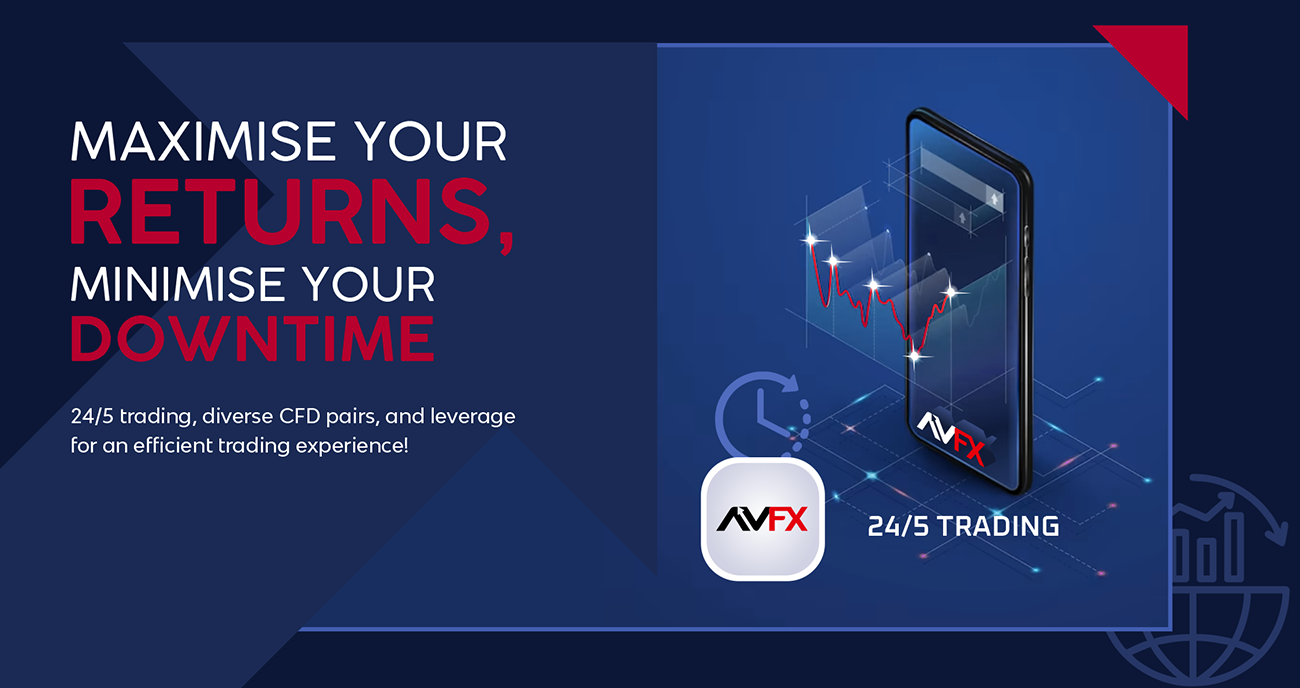 MAXIMISE YOUR
RETURNS,
MINIMISE YOUR
DOWNTIME
24/5 trading, diverse CFD pairs, and leverage
for an efficient trading experience!
AVFX
AVFX
24/5 TRADING